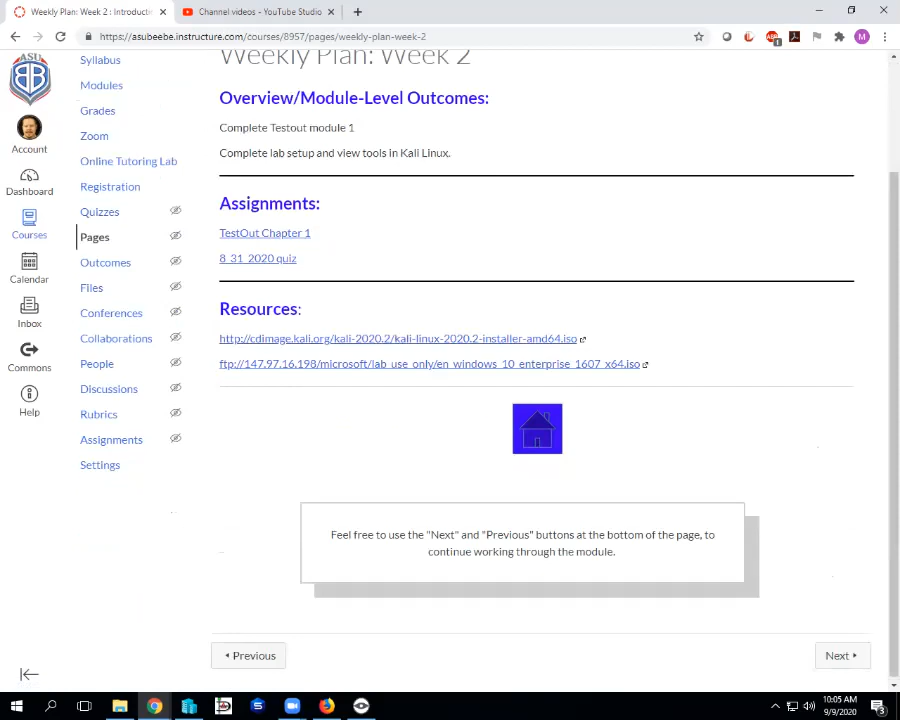 Weekly Plan: Week 2 : Introducti
Channel videos - YouTube Studio
https://asubeebe.instructure.com/courses/8957/pages/weekly-plan-week-2
ASU
Account
Dashboard
Courses
Calendar
Inbox
Commons
Help
Syllabus
Modules
Grades
Zoom
Online Tutoring Lab
Registration
Quizzes
Pages
Outcomes
Files
Conferences
Collaborations
People
Discussions
Rubrics
Assignments
Settings
Weekly Plan: Week 2
Overview/Module-Level Outcomes:
Complete Testout module 1
Complete lab setup and view tools in Kali Linux.
Assignments:
TestOut Chapter 1
8_31_2020 quiz
Resources:
http://cdimage.kali.org/kali-2020.2/kali-linux-2020.2-installer-amd64.iso
ftp://147.97.16.198/microsoft/lab_use_only/en_windows_10_enterprise_1607_x64.iso
Feel free to use the "Next" and "Previous" buttons at the bottom of the page, to
continue working through the module.
Previous
Next
10:05 AM
9/9/2020
3